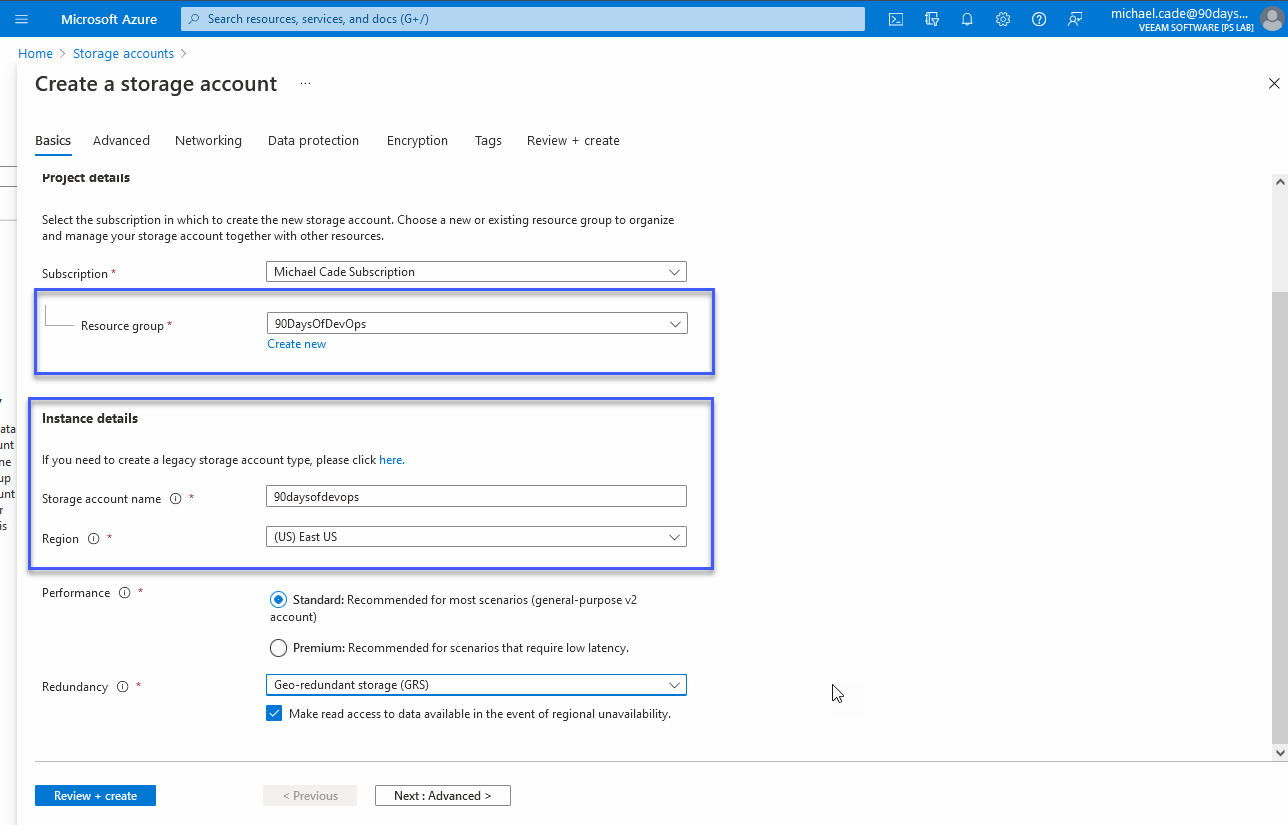 Microsoft Azure
Search resources, services, and docs (G+/)
michael.cade@90days...
VEEAM SOFTWARE [PS LAB]
Home > Storage accounts >
Create a storage account ...
Basics Advanced Networking Data protection Encryption Tags Review + create
Project details
Select the subscription in which to create the new storage account. Choose a new or existing resource group to organize
and manage your storage account together with other resources.
Subscription * Michael Cade Subscription
Resource group * 90DaysOfDevOps
Create new
Instance details
If you need to create a legacy storage account type, please click here.
Storage account name * 90daysofdevops
Region * (US) East US
Performance * Standard: Recommended for most scenarios (general-purpose v2
account)
Premium: Recommended for scenarios that require low latency.
Redundancy * Geo-redundant storage (GRS)
Make read access to data available in the event of regional unavailability.
Review + create < Previous Next : Advanced >